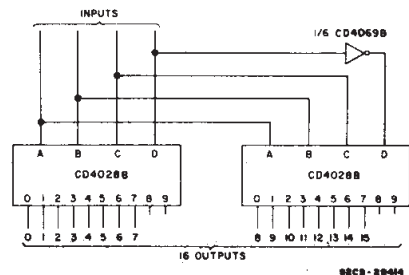 INPUTS
1/6 CD4069B
A B C D A B C D
CD4028B CD4028B
0 1 2 3 4 5 6 7 8 9 0 1 2 3 4 5 6 7 8 9
0 1 2 3 4 5 6 7 8 9 10 11 12 13 14 15
16 OUTPUTS
92CS-29414